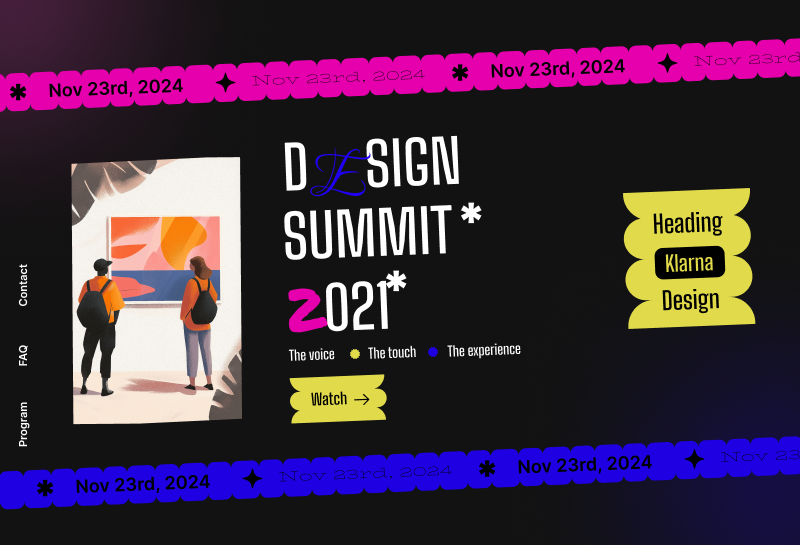 ✱ Nov 23rd, 2024 ✦ Nov 23rd, 2024 ✱ Nov 23rd, 2024 ✦ Nov 23rd
DESIGN
SUMMIT*
2021*
The voice The touch The experience
Watch →
Heading
Klarna
Design
Contact
FAQ
Program
✱ Nov 23rd, 2024 ✦ Nov 23rd, 2024 ✱ Nov 23rd, 2024 ✦ Nov 23